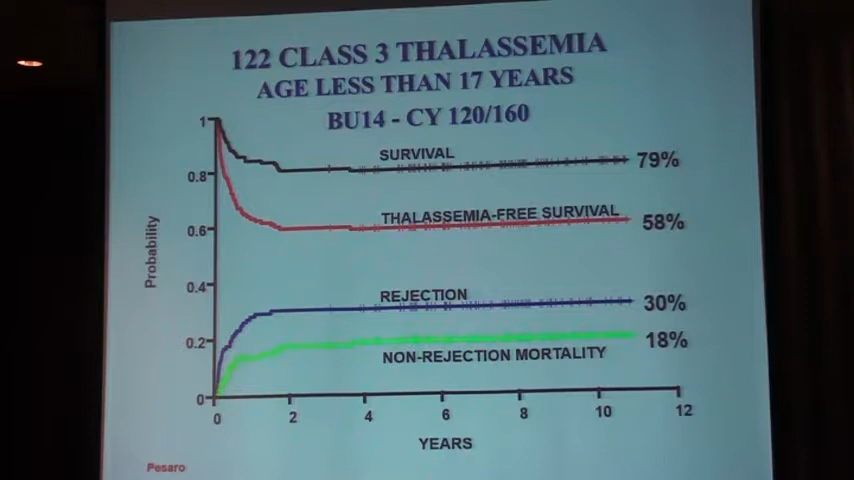 122 CLASS 3 THALASSEMIA
AGE LESS THAN 17 YEARS
BU14 - CY 120/160
1
0.8
0.6
0.4
0.2
0
Probability
SURVIVAL
79%
THALASSEMIA-FREE SURVIVAL
58%
REJECTION
30%
18%
NON-REJECTION MORTALITY
0 2 4 6 8 10 12
YEARS
Pesaro